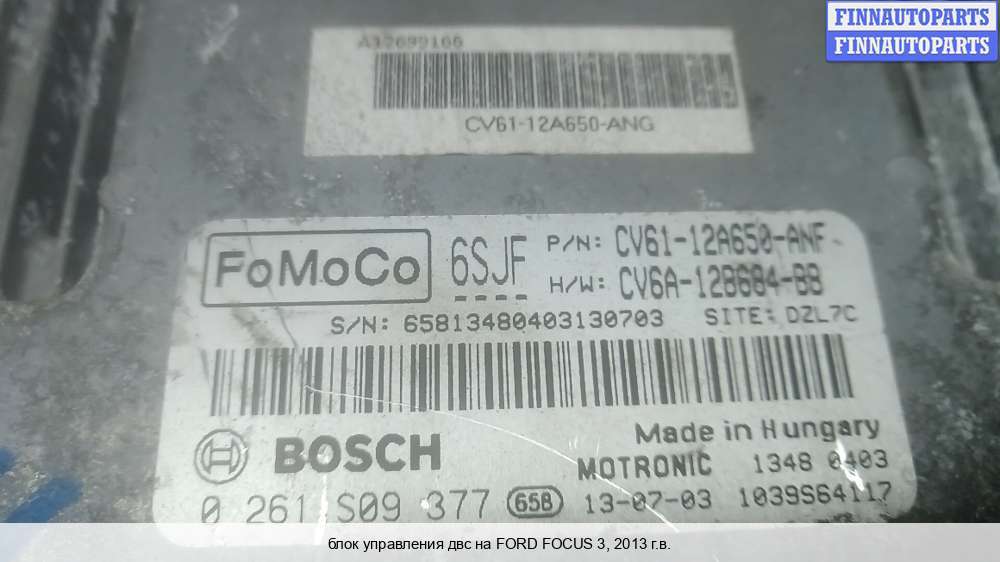 FINNAUTOPARTS
FINNAUTOPARTS
A12699166
CV61-12A650-ANG
FoMoCo 6SJF P/N: CV61-12A650-ANF
H/W: CV6A-12B684-BB
S/N: 65813480403130703 SITE: DZL7C
BOSCH Made in Hungary
MOTRONIC 1348 0403
0 261 S09 377 65B 13-07-03 1039S64117
блок управления двс на FORD FOCUS 3, 2013 г.в.